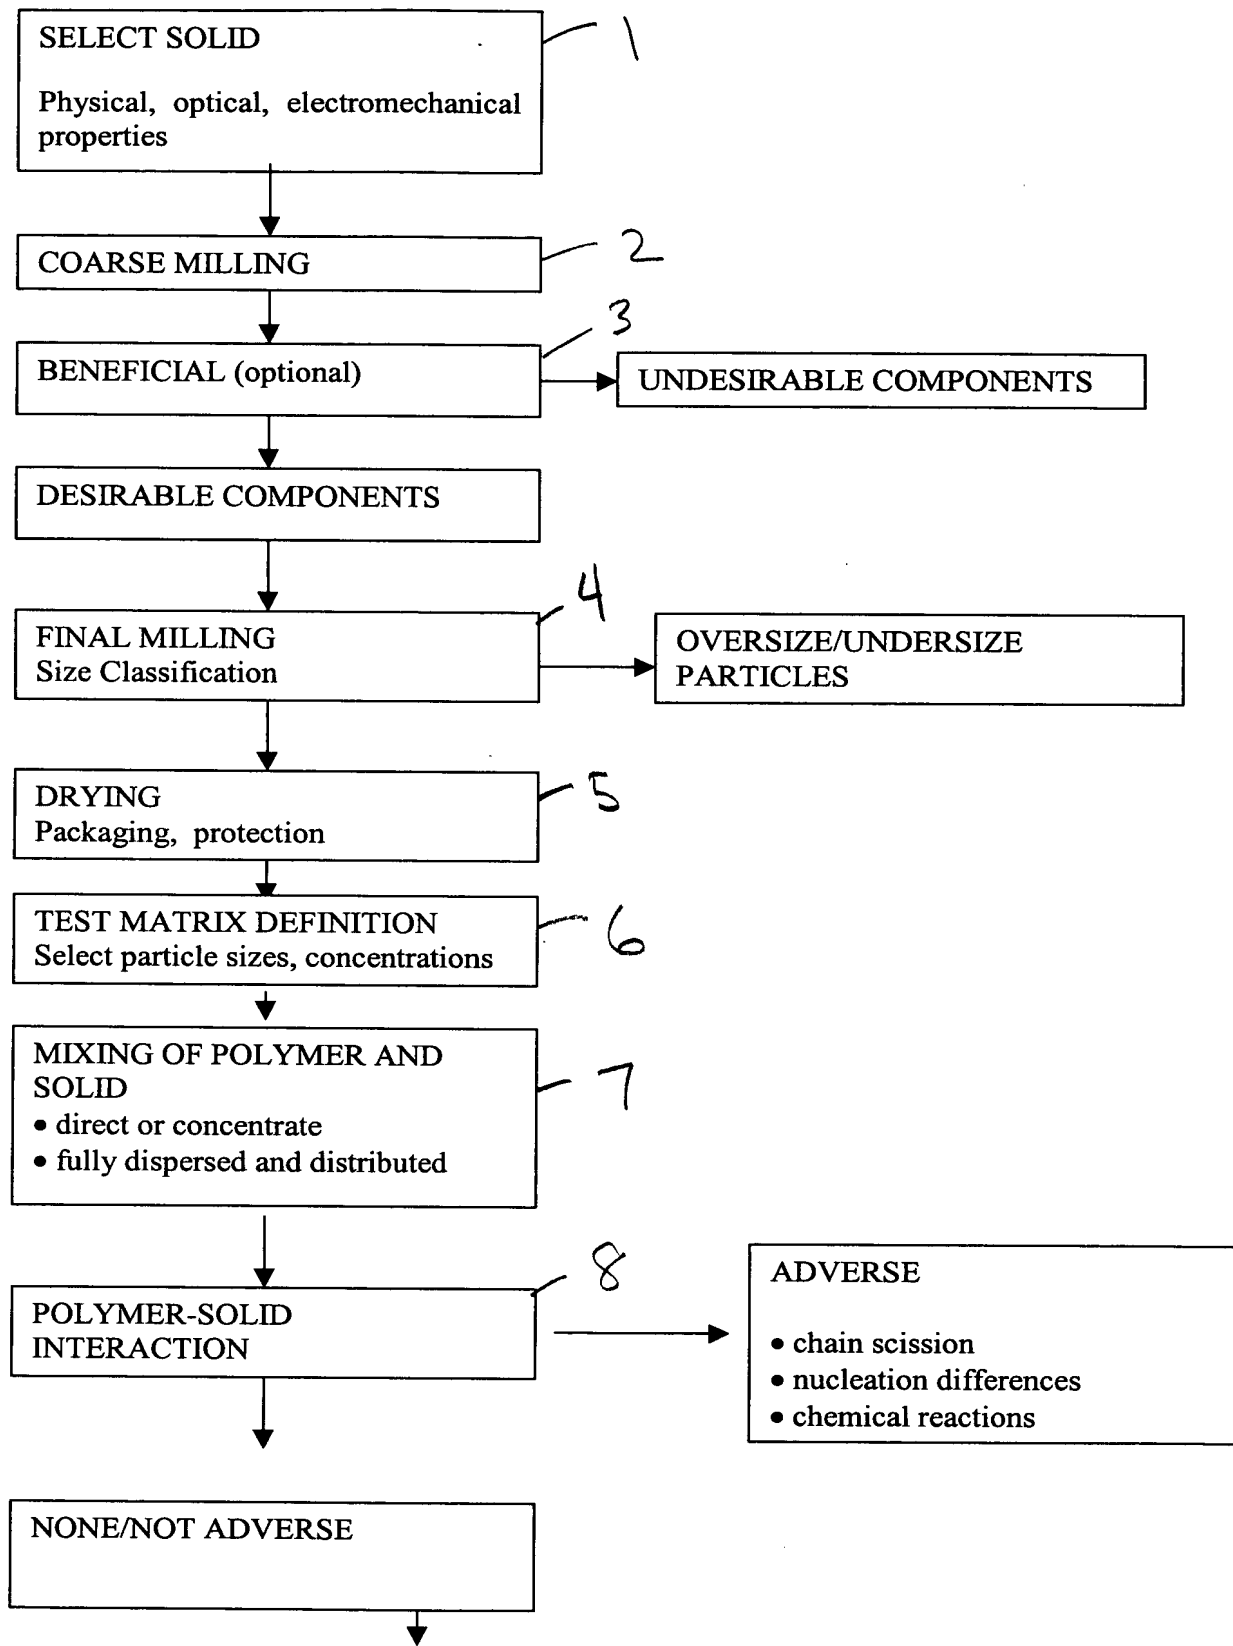 SELECT SOLID
1
Physical, optical, electromechanical
properties
COARSE MILLING
2
3
BENEFICIAL (optional)
UNDESIRABLE COMPONENTS
DESIRABLE COMPONENTS
4
FINAL MILLING
Size Classification
OVERSIZE/UNDERSIZE
PARTICLES
DRYING
5
Packaging, protection
TEST MATRIX DEFINITION
Select particle sizes, concentrations
6
MIXING OF POLYMER AND
SOLID
7
• direct or concentrate
• fully dispersed and distributed
8
POLYMER-SOLID
INTERACTION
ADVERSE
• chain scission
• nucleation differences
• chemical reactions
NONE/NOT ADVERSE